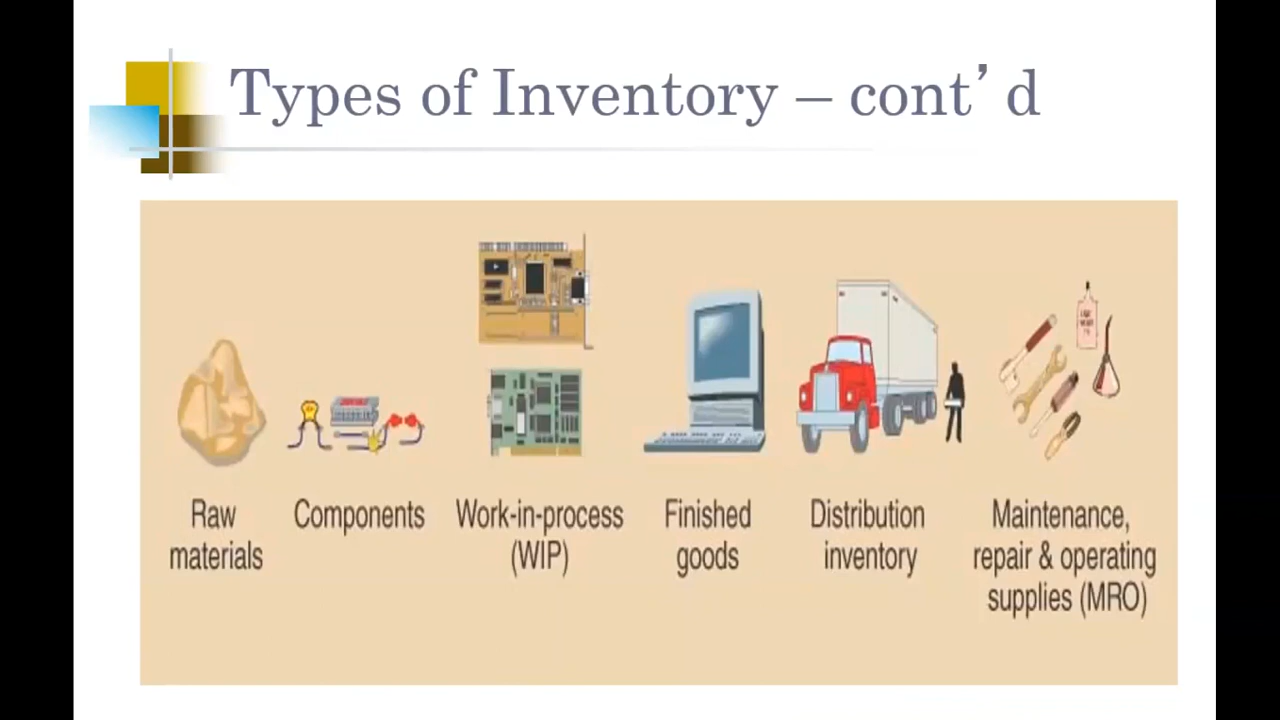 Types of Inventory – cont’d
Raw
materials
Components
Work-in-process
(WIP)
Finished
goods
Distribution
inventory
Maintenance,
repair & operating
supplies (MRO)